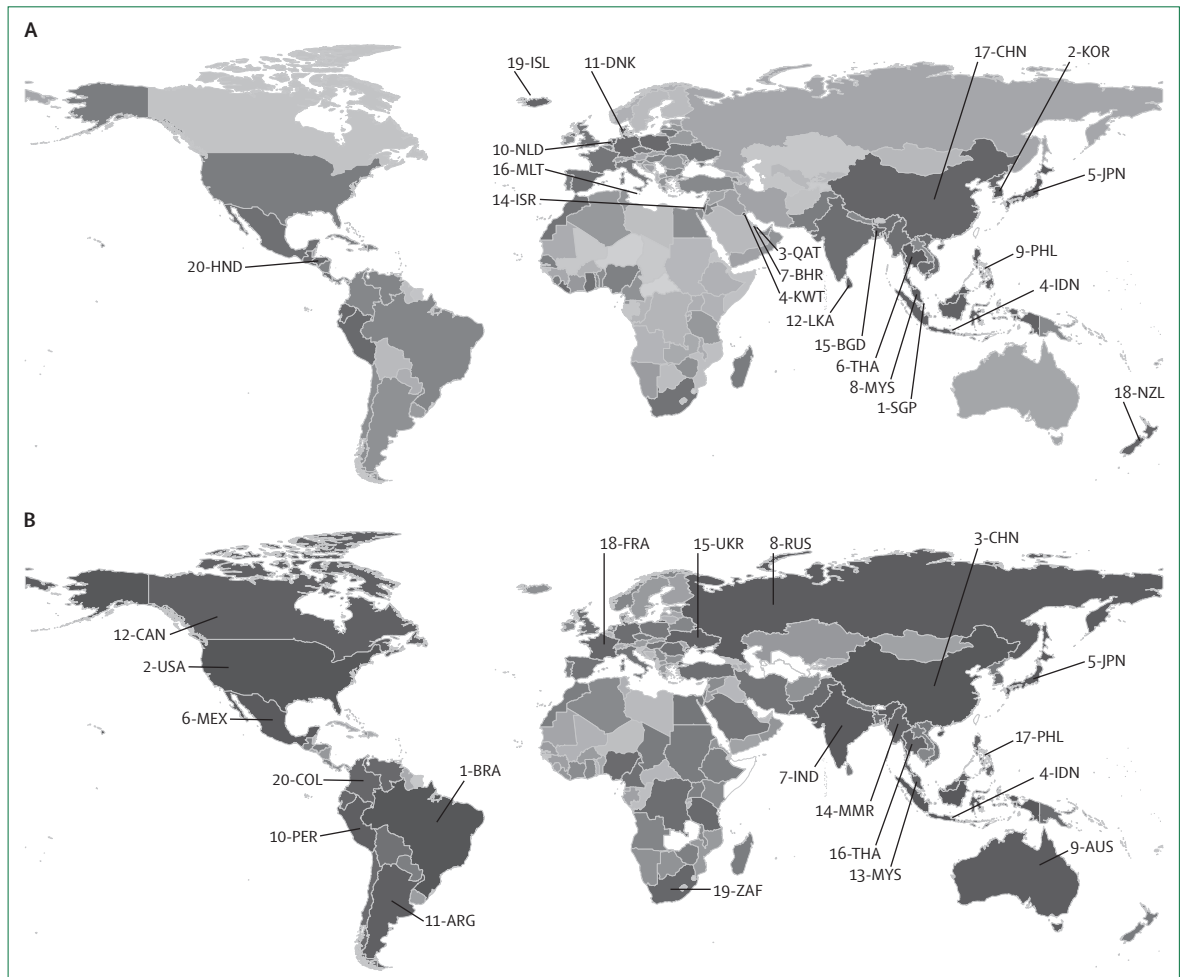 A
19-ISL
11-DNK
17-CHN
2-KOR
10-NLD
16-MLT
14-ISR
5-JPN
20-HND
3-QAT
7-BHR
4-KWT
9-PHL
4-IDN
12-LKA
15-BGD
6-THA
8-MYS
1-SGP
18-NZL
B
18-FRA
15-UKR
8-RUS
3-CHN
12-CAN
2-USA
5-JPN
6-MEX
17-PHL
20-COL
1-BRA
7-IND
4-IDN
14-MMR
10-PER
16-THA
13-MYS
9-AUS
19-ZAF
11-ARG